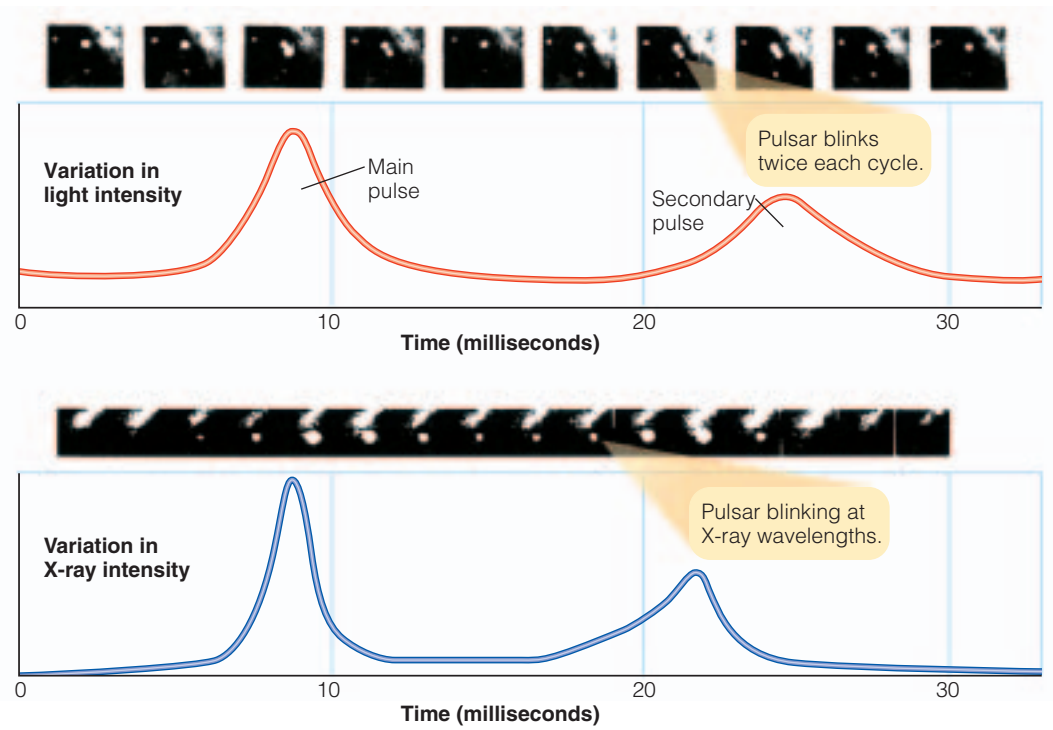 Variation in
light intensity
Main
pulse
Secondary
pulse
Pulsar blinks
twice each cycle.
0
10
20
30
Time (milliseconds)
Variation in
X-ray intensity
Pulsar blinking at
X-ray wavelengths.
0
10
20
30
Time (milliseconds)